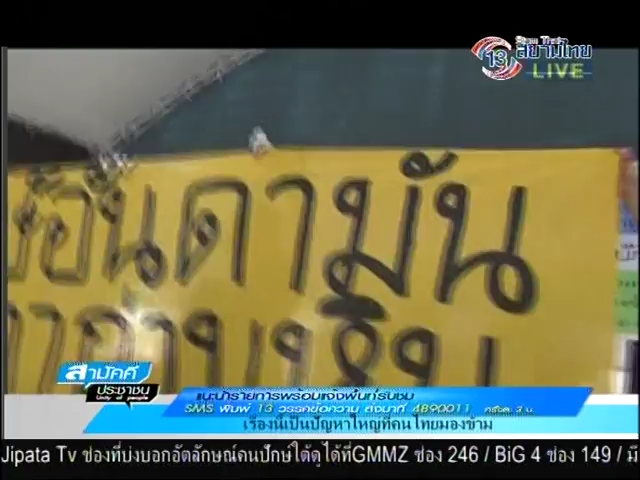 Siam Thai
13 สยามไทย
LIVE
อันดามัน
สามัคคี
ประชาชน
Unity of people
แนะนำรายการพร้อมแจ้งพื้นที่รับชม
SMS พิมพ์ 13 วรรคข้อความ ส่งมาที่ 4890011
เรื่องนี้เป็นปัญหาใหญ่ที่คนไทยมองข้าม
Jipata Tv ช่องที่บ่งบอกอัตลักษณ์คนปักษ์ใต้ดูได้ที่GMMZ ช่อง 246 / BiG 4 ช่อง 149 / มี